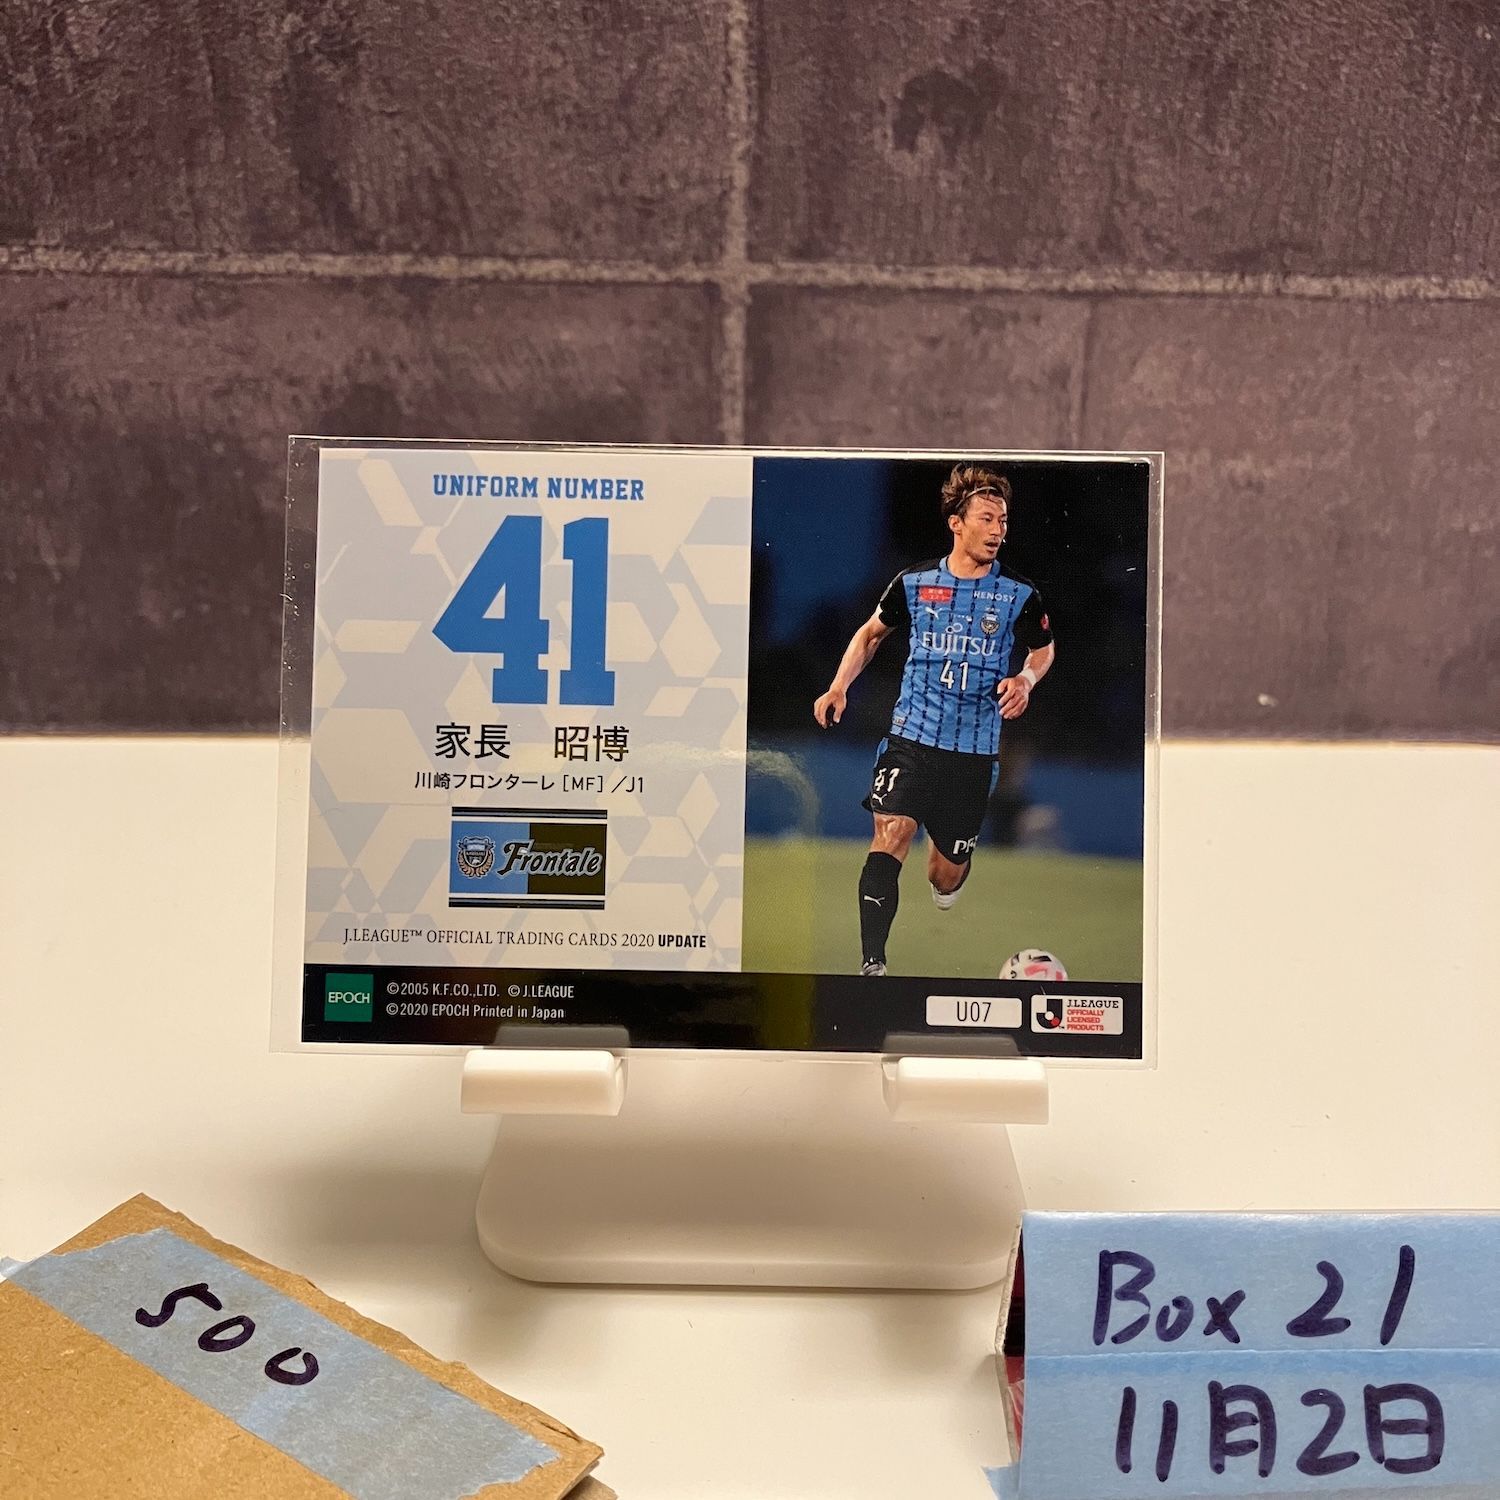 UNIFORM NUMBER
41
家長 昭博
川崎フロンターレ [MF] /J1
Frontale
J.LEAGUE™ OFFICIAL TRADING CARDS 2020 UPDATE
EPOCH
©2005 K.F.CO.,LTD. © J.LEAGUE
©2020 EPOCH Printed in Japan
U07
J.LEAGUE
OFFICIALLY
LICENSED
PRODUCTS
HENOSY
FUJITSU
41
41
500
Box 21
11月2日